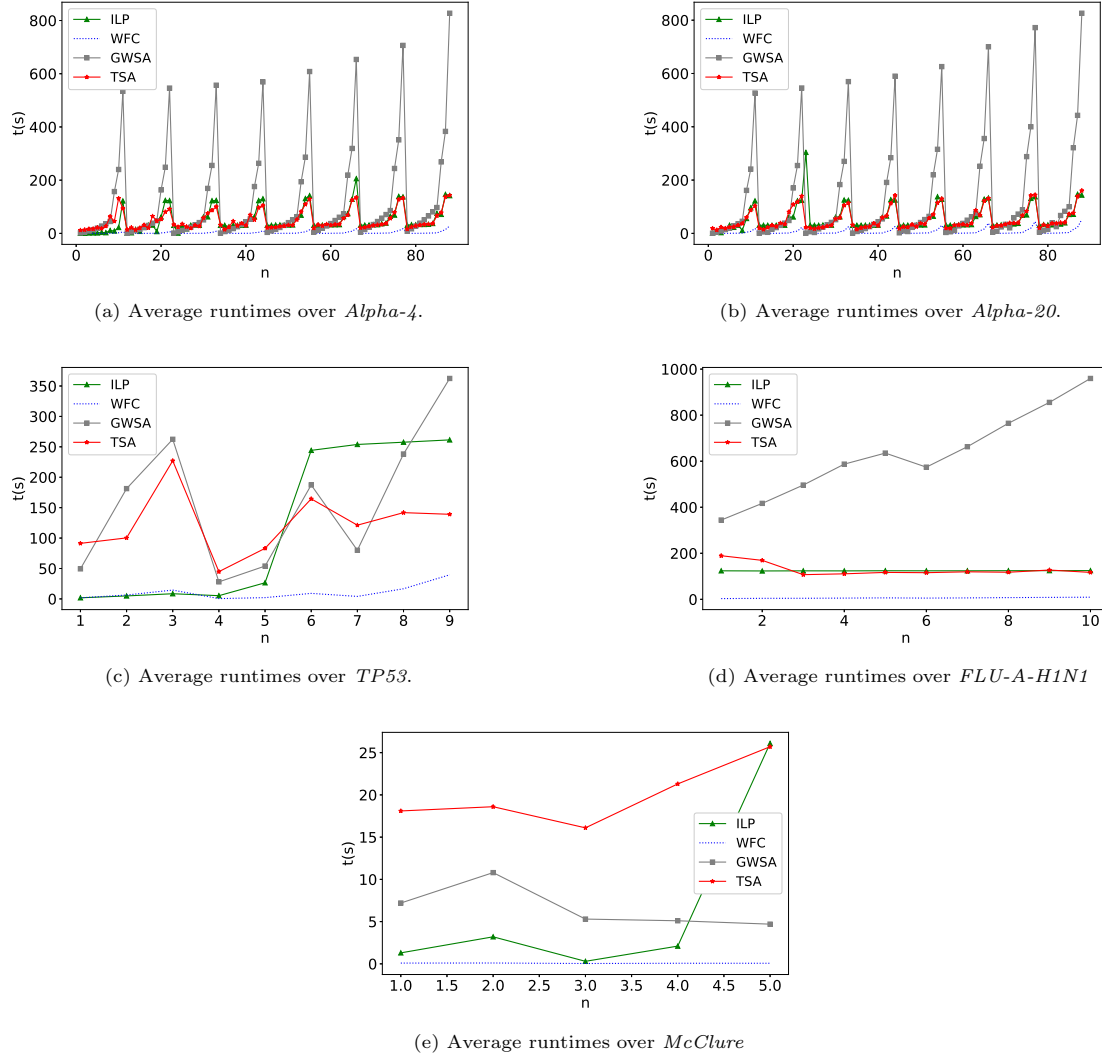 800
600
400
200
0
t(s)
ILP
WFC
GWSA
TSA
0 20 40 60 80
n
(a) Average runtimes over Alpha-4.
800
600
400
200
0
t(s)
ILP
WFC
GWSA
TSA
0 20 40 60 80
n
(b) Average runtimes over Alpha-20.
350
300
250
200
150
100
50
0
t(s)
ILP
WFC
GWSA
TSA
1 2 3 4 5 6 7 8 9
n
(c) Average runtimes over TP53.
1000
800
600
400
200
0
t(s)
ILP
WFC
GWSA
TSA
2 4 6 8 10
n
(d) Average runtimes over FLU-A-H1N1
25
20
15
10
5
0
t(s)
ILP
WFC
GWSA
TSA
1.0 1.5 2.0 2.5 3.0 3.5 4.0 4.5 5.0
n
(e) Average runtimes over McClure